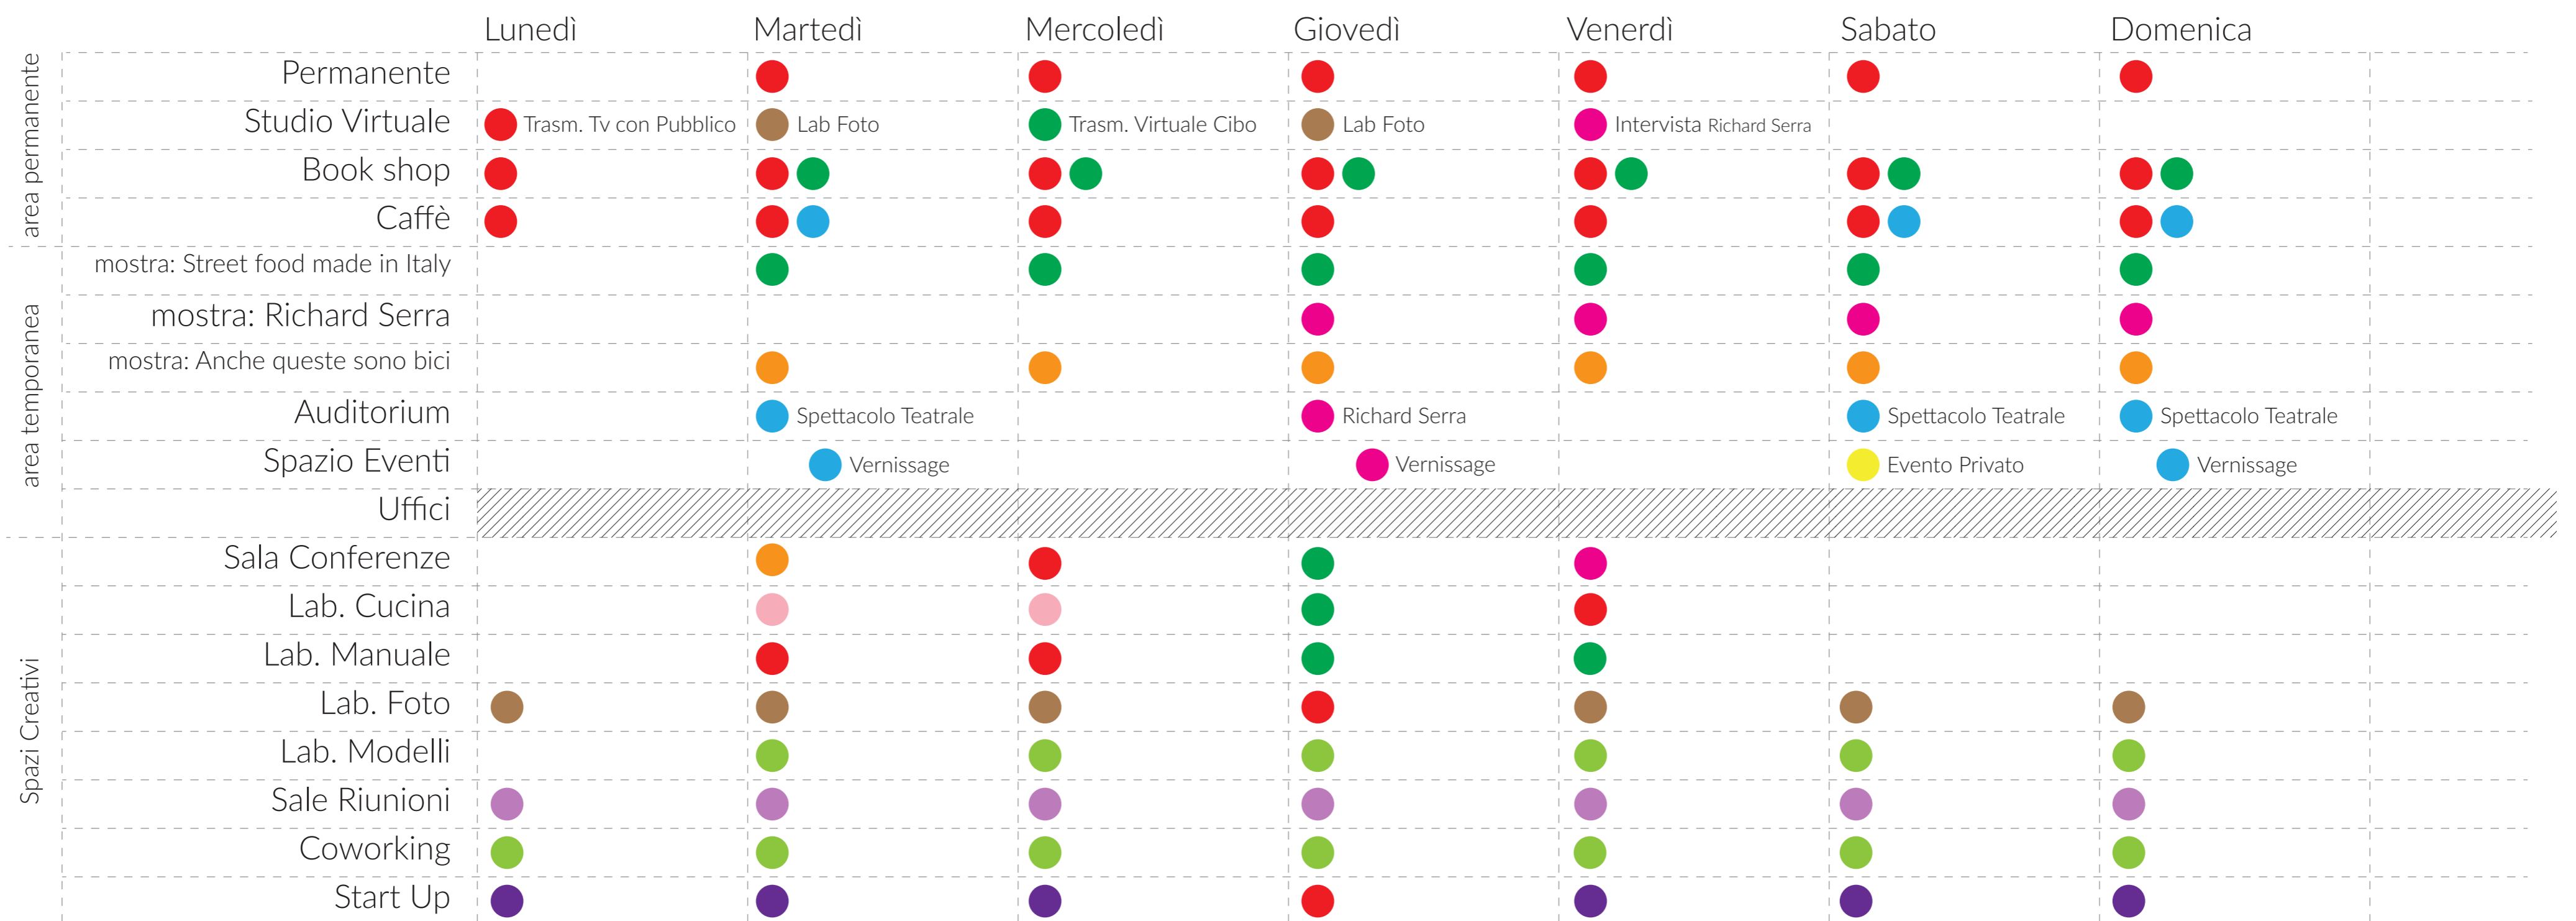 Lunedì Martedì Mercoledì Giovedì Venerdì Sabato Domenica
area permanente
Permanente
Studio Virtuale Trasm. Tv con Pubblico Lab Foto Trasm. Virtuale Cibo Lab Foto Intervista Richard Serra
Book shop
Caffè
area temporanea
mostra: Street food made in Italy
mostra: Richard Serra
mostra: Anche queste sono bici
Auditorium Spettacolo Teatrale Richard Serra Spettacolo Teatrale Spettacolo Teatrale
Spazio Eventi Vernissage Vernissage Evento Privato Vernissage
Uffici
Spazi Creativi
Sala Conferenze
Lab. Cucina
Lab. Manuale
Lab. Foto
Lab. Modelli
Sale Riunioni
Coworking
Start Up